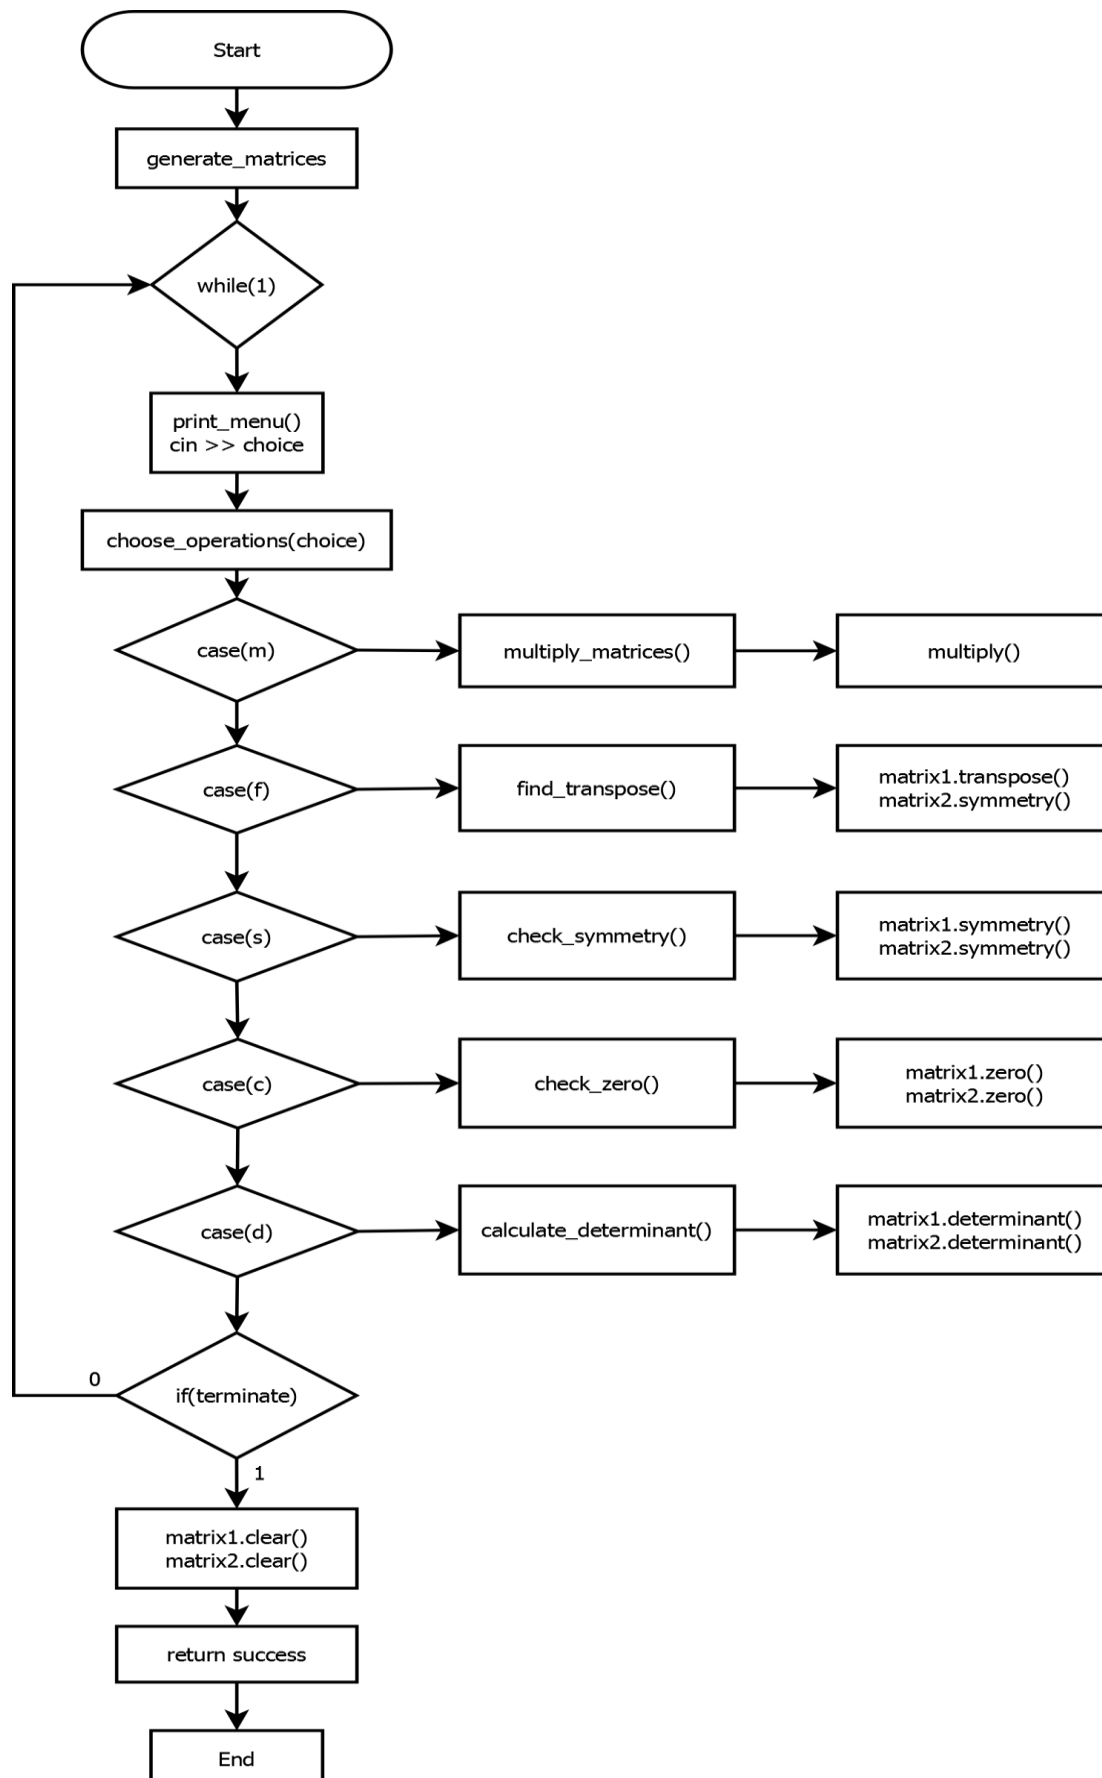 Start
generate_matrices
while(1)
print_menu()
cin >> choice
choose_operations(choice)
case(m)
multiply_matrices()
multiply()
case(f)
find_transpose()
matrix1.transpose()
matrix2.symmetry()
case(s)
check_symmetry()
matrix1.symmetry()
matrix2.symmetry()
case(c)
check_zero()
matrix1.zero()
matrix2.zero()
case(d)
calculate_determinant()
matrix1.determinant()
matrix2.determinant()
0
if(terminate)
1
matrix1.clear()
matrix2.clear()
return success
End